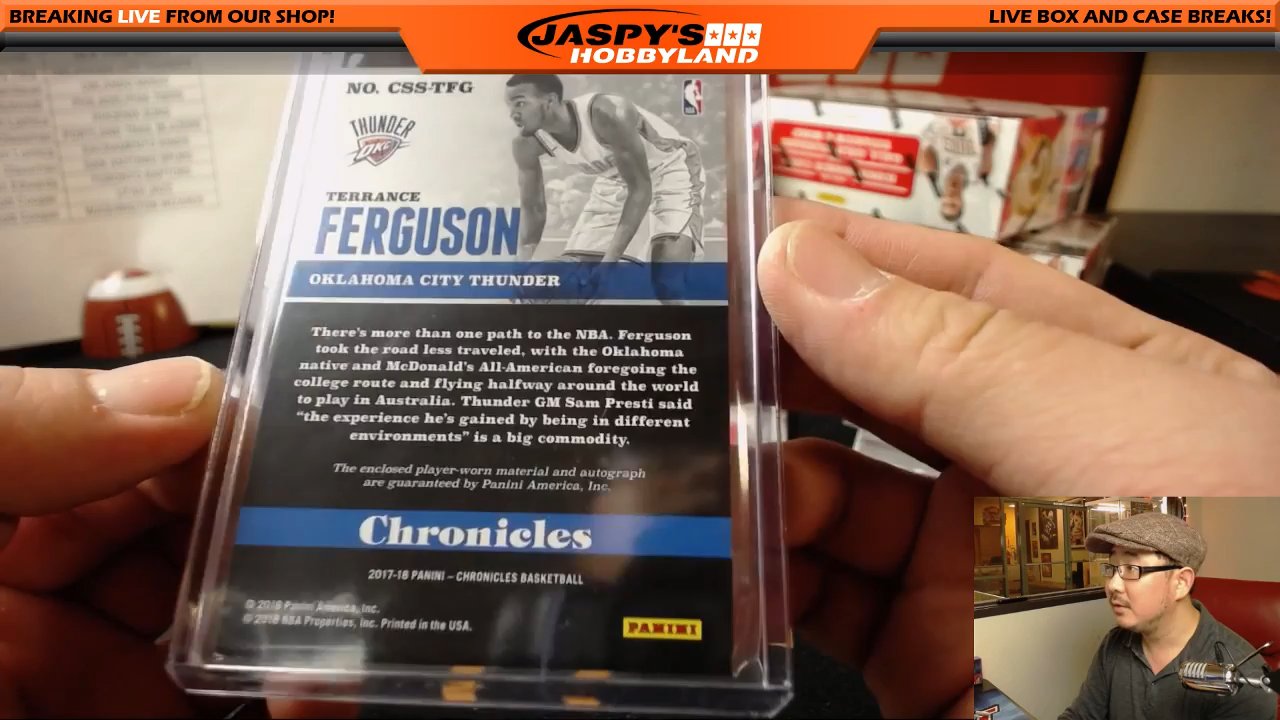 BREAKING LIVE FROM OUR SHOP!
JASPY'S
HOBBYLAND
LIVE BOX AND CASE BREAKS!
NO. CSS-TFG
THUNDER
OKC
TERRANCE
FERGUSON
OKLAHOMA CITY THUNDER
There's more than one path to the NBA. Ferguson
took the road less traveled, with the Oklahoma
native and McDonald's All-American foregoing the
college route and flying halfway around the world
to play in Australia. Thunder GM Sam Presti said
"the experience he's gained by being in different
environments" is a big commodity.
The enclosed player-worn material and autograph
are guaranteed by Panini America, Inc.
Chronicles
2017-18 PANINI – CHRONICLES BASKETBALL
© 2018 Panini America, Inc.
© 2018 NBA Properties, Inc. Printed in the USA.
PANINI